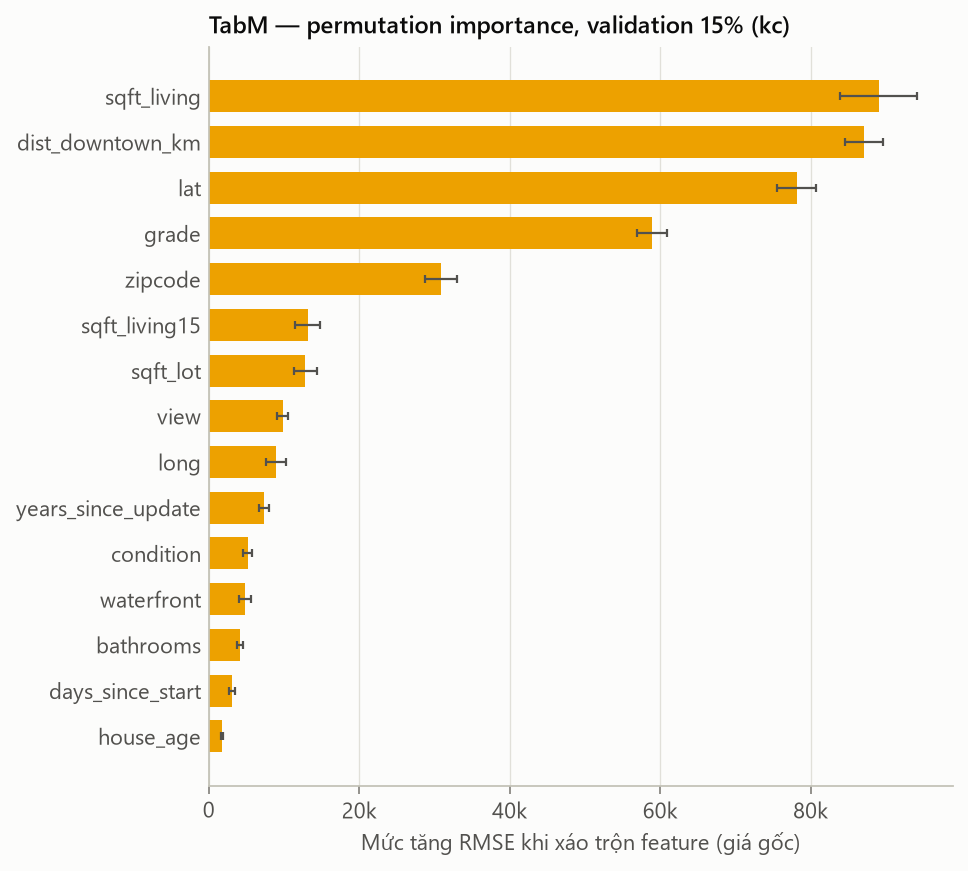 TabM — permutation importance, validation 15% (kc)
sqft_living
dist_downtown_km
lat
grade
zipcode
sqft_living15
sqft_lot
view
long
years_since_update
condition
waterfront
bathrooms
days_since_start
house_age
0 20k 40k 60k 80k
Mức tăng RMSE khi xáo trộn feature (giá gốc)